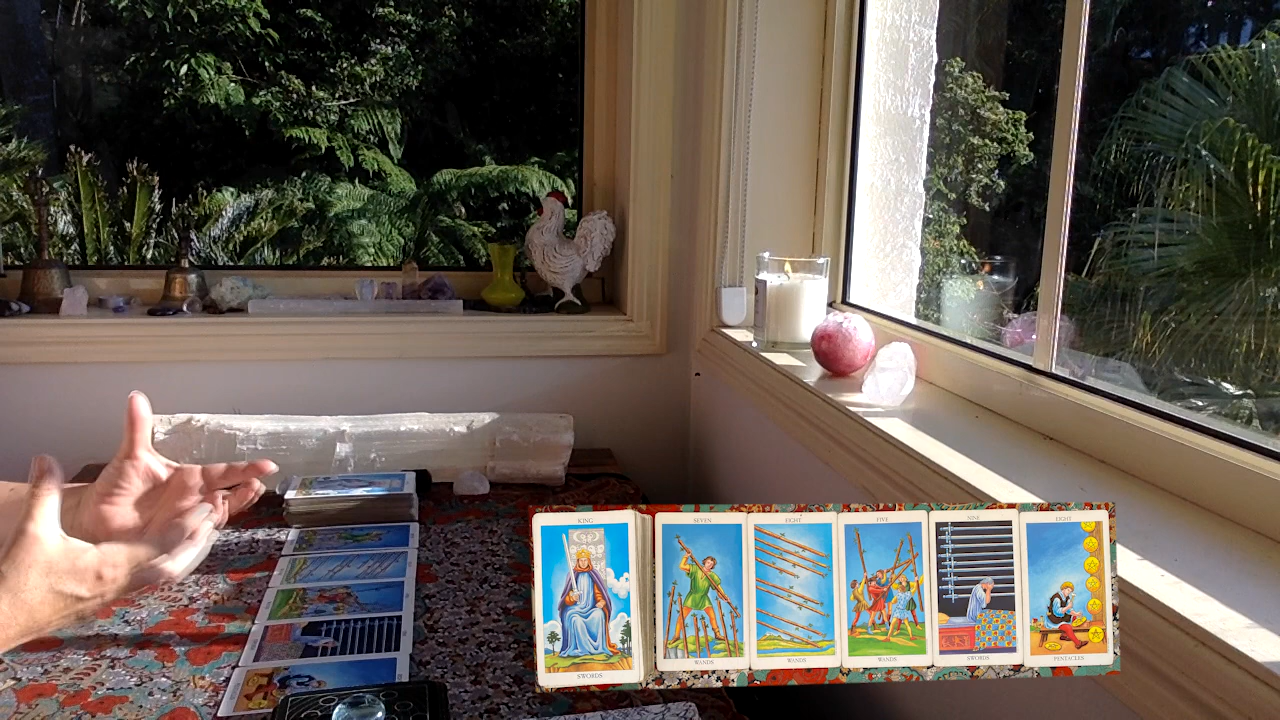 KING
SWORDS
SEVEN
WANDS
EIGHT
WANDS
FIVE
WANDS
NINE
SWORDS
EIGHT
PENTACLES